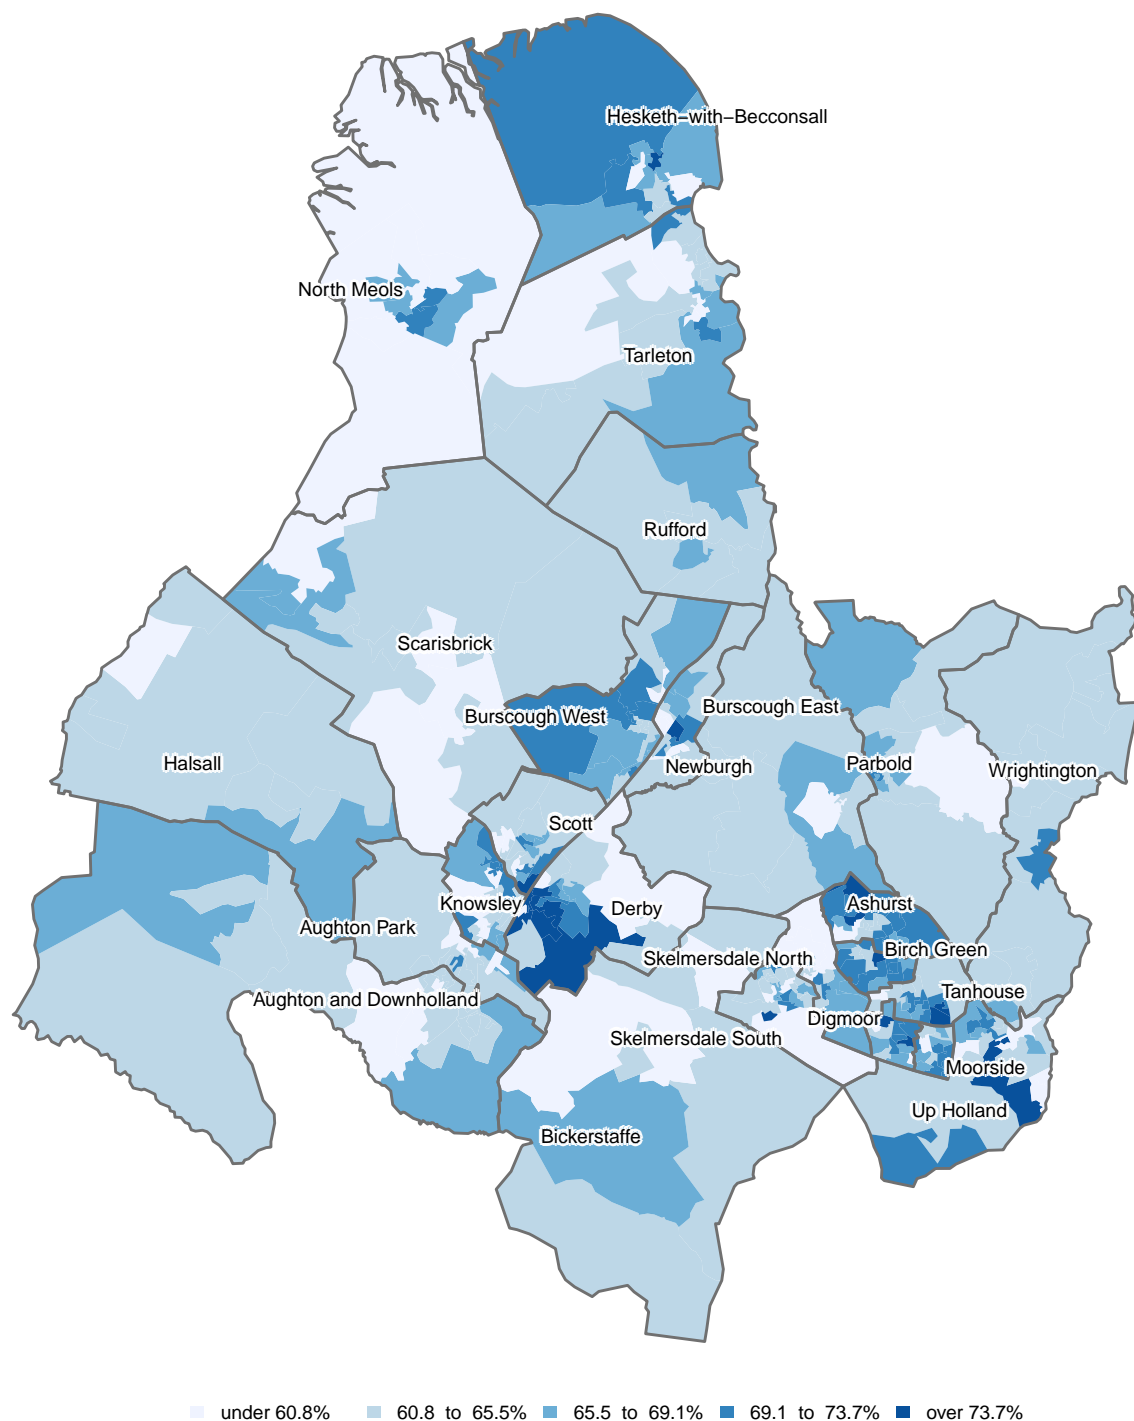 Hesketh−with−Becconsall
North Meols
Tarleton
Rufford
Scarisbrick
Burscough West
Burscough East
Halsall
Newburgh
Parbold
Wrightington
Scott
Knowsley
Derby
Ashurst
Aughton Park
Birch Green
Skelmersdale North
Tanhouse
Aughton and Downholland
Digmoor
Skelmersdale South
Moorside
Up Holland
Bickerstaffe
under 60.8% 60.8 to 65.5% 65.5 to 69.1% 69.1 to 73.7% over 73.7%